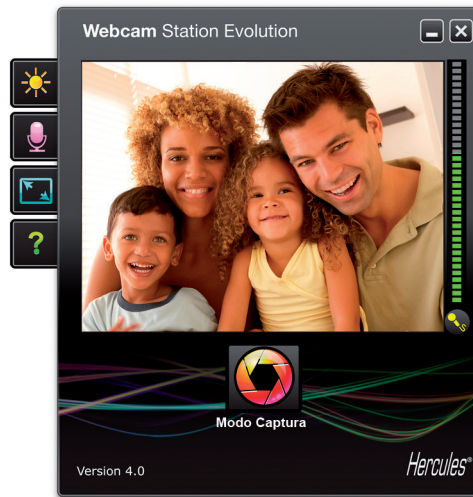 Webcam Station Evolution
?
Modo Captura
Version 4.0
Hercules®